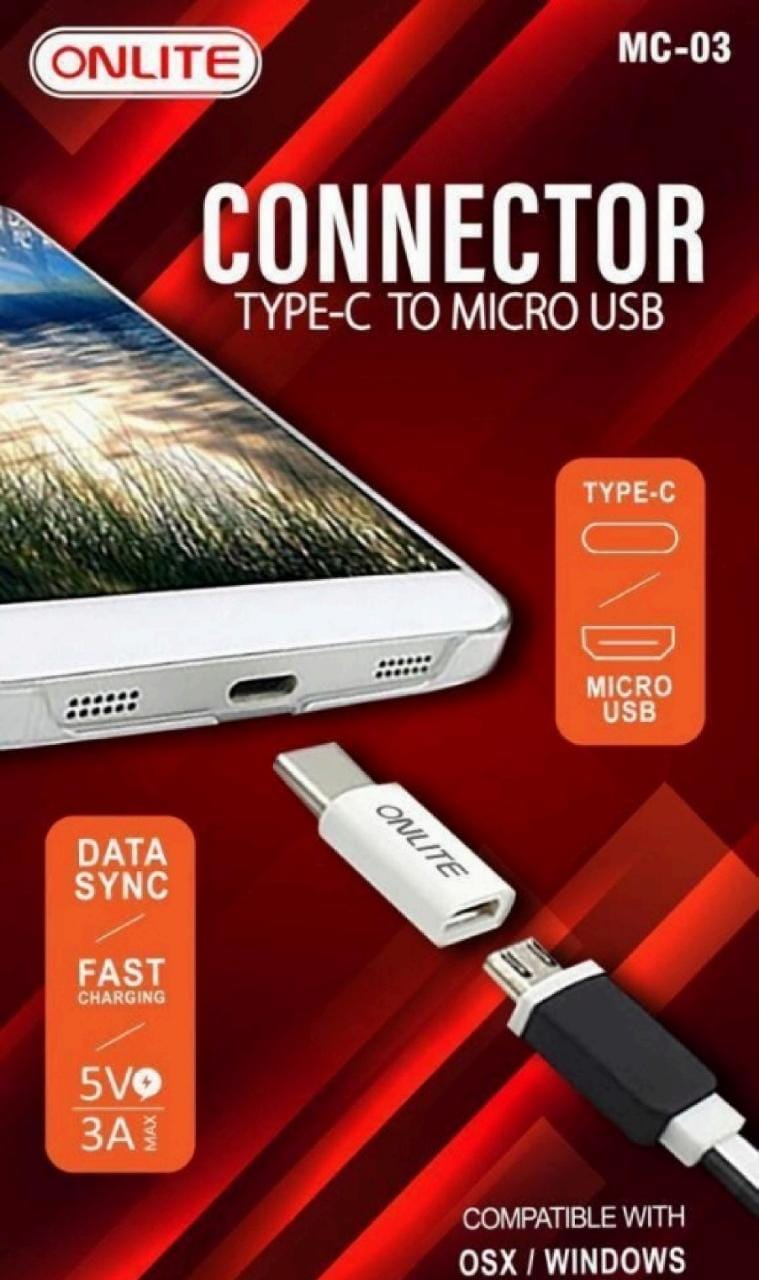 ONLITE
MC-03
CONNECTOR
TYPE-C TO MICRO USB
TYPE-C
MICRO
USB
ONLITE
DATA
SYNC
FAST
CHARGING
5V
3A MAX
COMPATIBLE WITH
OSX / WINDOWS